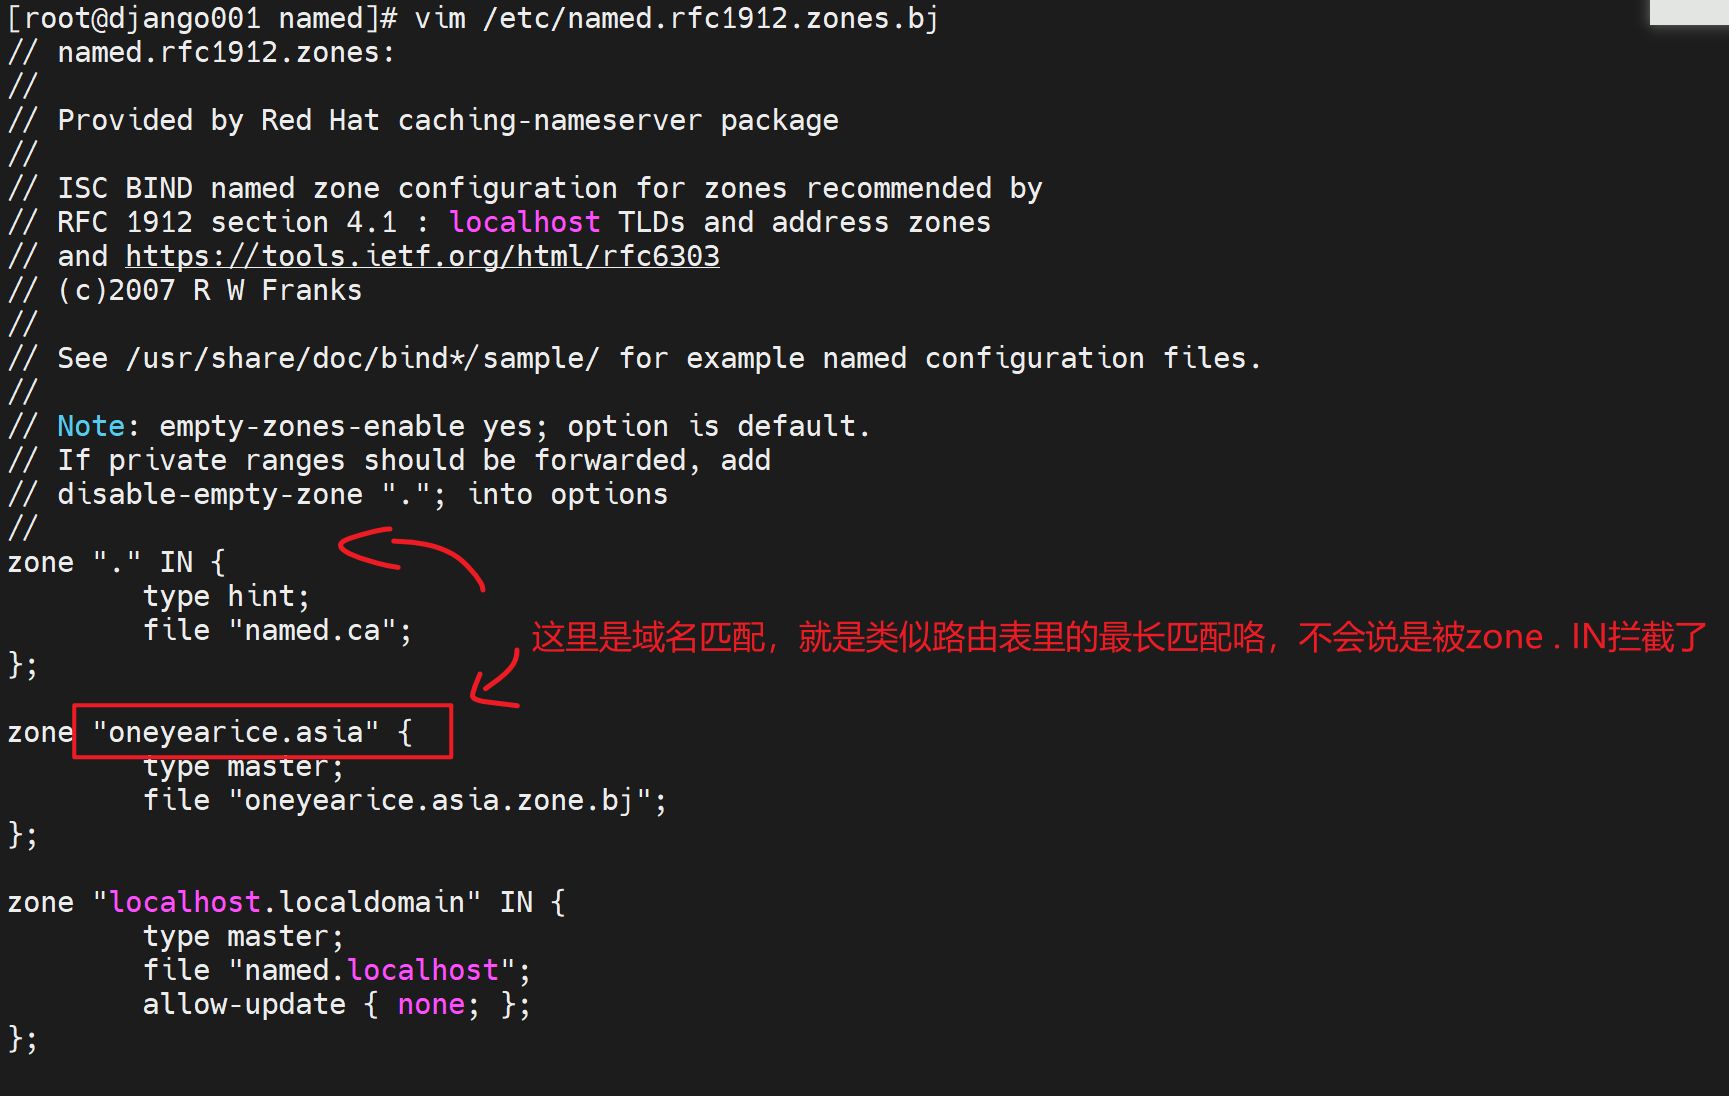 [root@django001 named]# vim /etc/named.rfc1912.zones.bj
// named.rfc1912.zones:
//
// Provided by Red Hat caching-nameserver package
//
// ISC BIND named zone configuration for zones recommended by
// RFC 1912 section 4.1 : localhost TLDs and address zones
// and https://tools.ietf.org/html/rfc6303
// (c)2007 R W Franks
//
// See /usr/share/doc/bind*/sample/ for example named configuration files.
//
// Note: empty-zones-enable yes; option is default.
// If private ranges should be forwarded, add
// disable-empty-zone "."; into options
//
zone "." IN {
        type hint;
        file "named.ca";
这里是域名匹配，就是类似路由表里的最长匹配咯，不会说是被zone . IN拦截了
};
zone "oneyearice.asia" {
        type master;
        file "oneyearice.asia.zone.bj";
};
zone "localhost.localdomain" IN {
        type master;
        file "named.localhost";
        allow-update { none; };
};